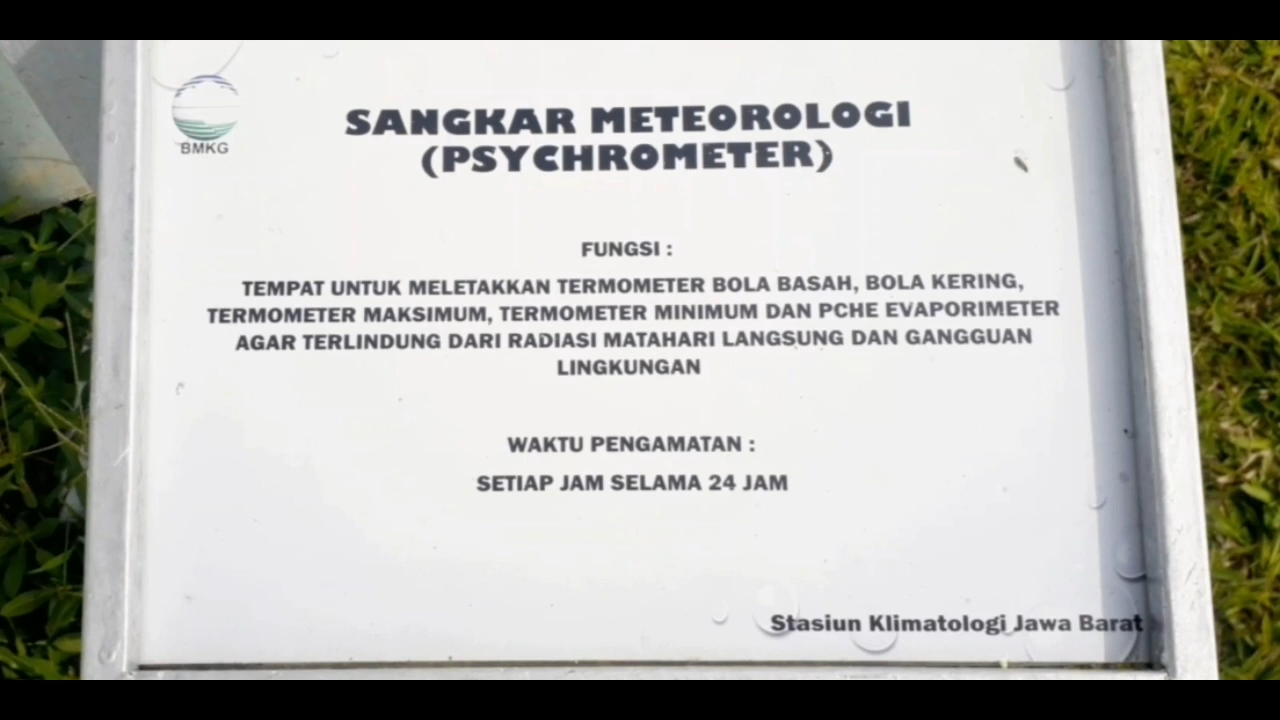 BMKG
SANGKAR METEOROLOGI
(PSYCHROMETER)
FUNGSI :
TEMPAT UNTUK MELETAKKAN TERMOMETER BOLA BASAH, BOLA KERING,
TERMOMETER MAKSIMUM, TERMOMETER MINIMUM DAN PCHE EVAPORIMETER
AGAR TERLINDUNG DARI RADIASI MATAHARI LANGSUNG DAN GANGGUAN
LINGKUNGAN
WAKTU PENGAMATAN :
SETIAP JAM SELAMA 24 JAM
Stasiun Klimatologi Jawa Barat